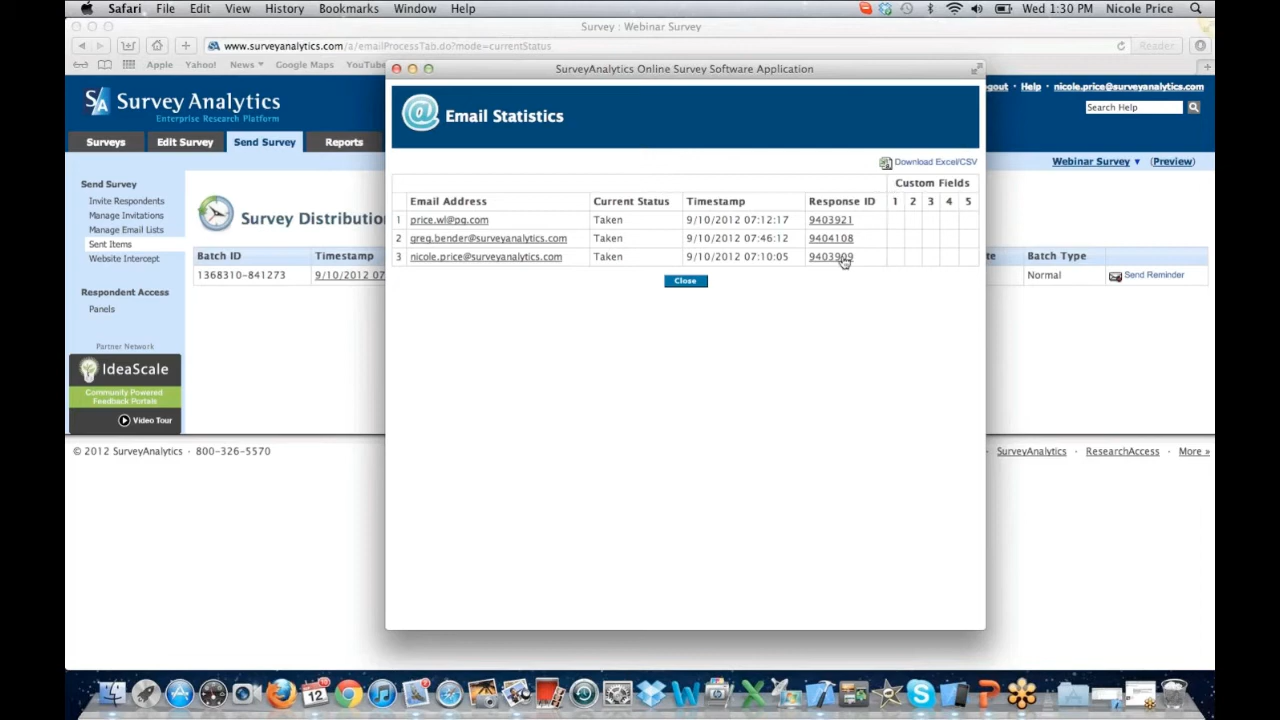 Safari File Edit View History Bookmarks Window Help Wed 1:30 PM Nicole Price
Survey : Webinar Survey
www.surveyanalytics.com/a/emailProcessTab.do?mode=currentStatus Reader
Apple Yahoo! News Google Maps YouTube
SurveyAnalytics Online Survey Software Application
SA Survey Analytics
Enterprise Research Platform
@ Email Statistics
ogout Help nicole.price@surveyanalytics.com
Search Help
Surveys Edit Survey Send Survey Reports
Webinar Survey ▼ (Preview)
Download Excel/CSV
Custom Fields
Email Address Current Status Timestamp Response ID 1 2 3 4 5
1 price.wl@pg.com Taken 9/10/2012 07:12:17 9403921
2 greg.bender@surveyanalytics.com Taken 9/10/2012 07:46:12 9404108
3 nicole.price@surveyanalytics.com Taken 9/10/2012 07:10:05 9403909
Close
Send Survey
Invite Respondents
Manage Invitations
Manage Email Lists
Sent Items
Website Intercept
Respondent Access
Panels
Survey Distributio
Batch ID Timestamp te Batch Type
1368310-841273 9/10/2012 07 Normal Send Reminder
Partner Network
IdeaScale
Community Powered
Feedback Portals
Video Tour
© 2012 SurveyAnalytics · 800-326-5570
· SurveyAnalytics · ResearchAccess · More »
12